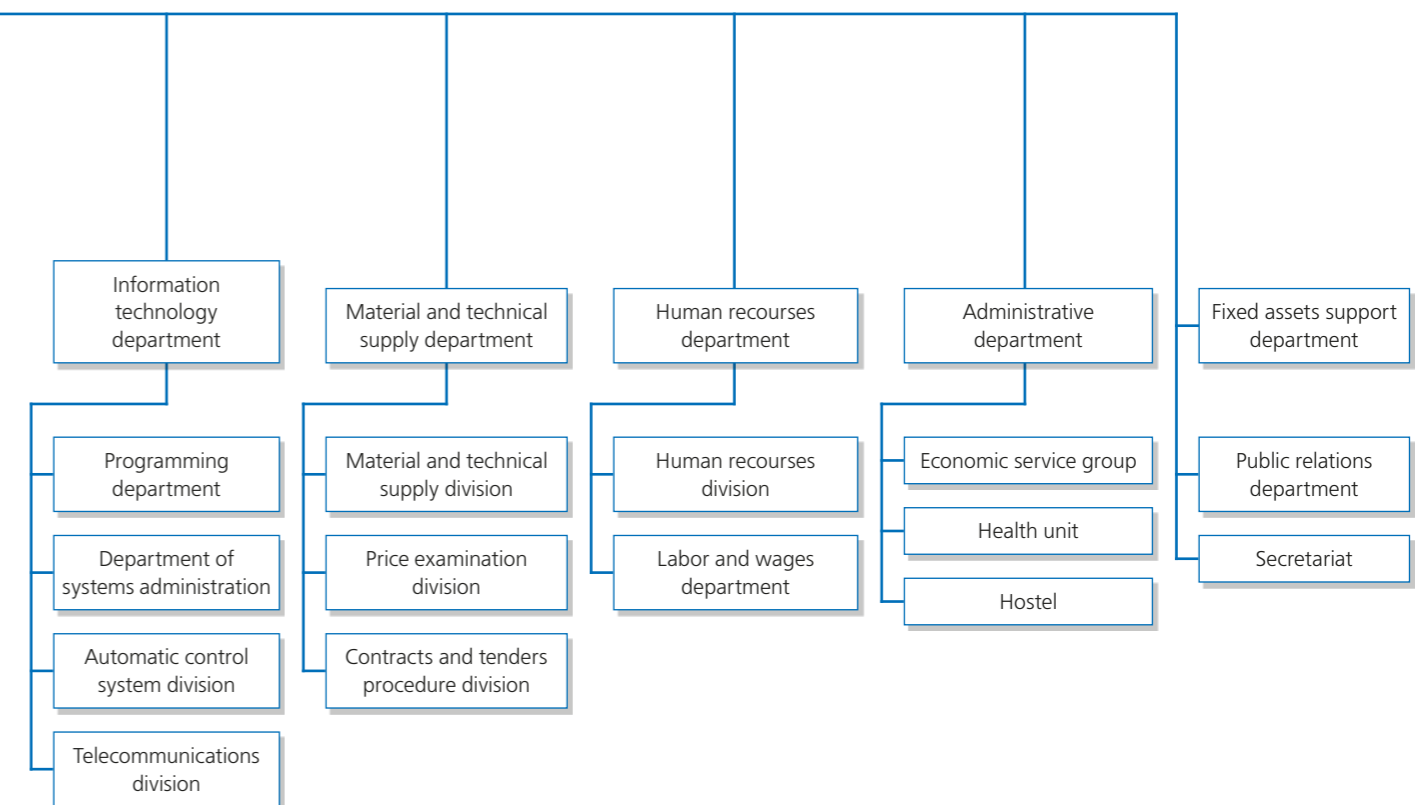 Information
technology
department
Material and technical
supply department
Human recourses
department
Administrative
department
Fixed assets support
department
Programming
department
Material and technical
supply division
Human recourses
division
Economic service group
Public relations
department
Health unit
Department of
systems administration
Price examination
division
Labor and wages
department
Secretariat
Hostel
Automatic control
system division
Contracts and tenders
procedure division
Telecommunications
division